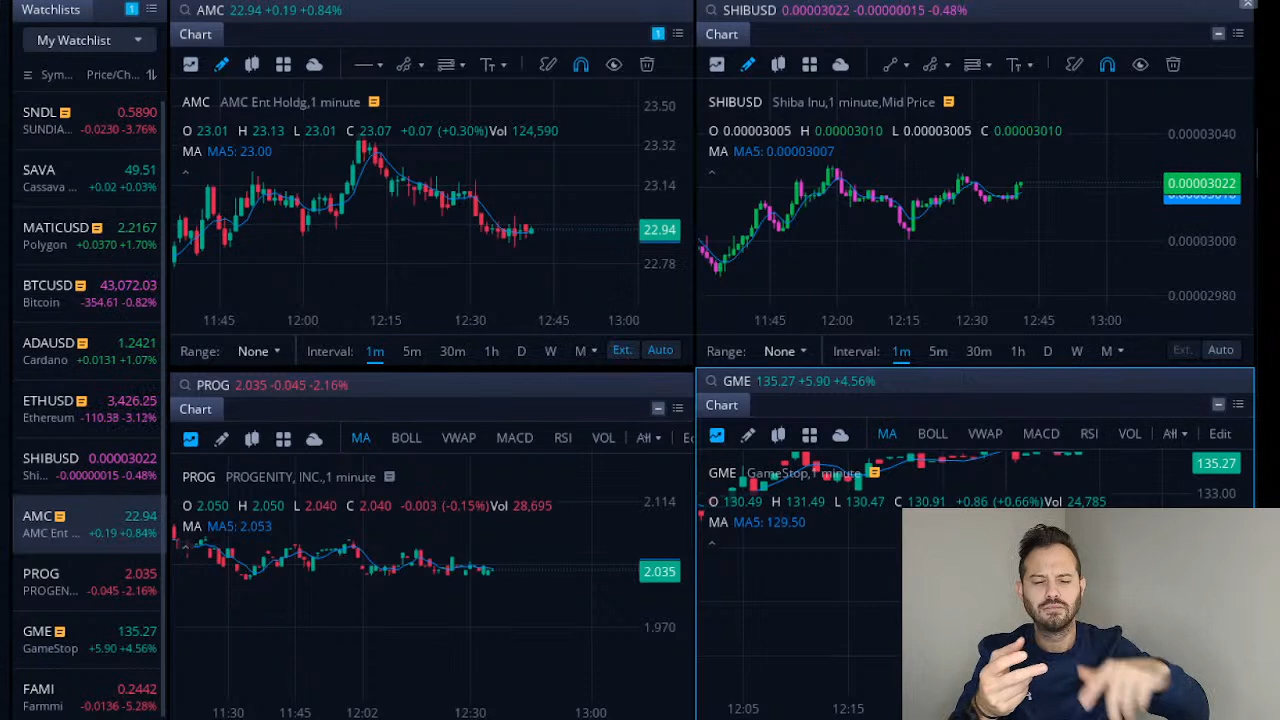 Watchlists 1
My Watchlist
Sym... Price/Ch...
SNDL 0.5890
SUNDIA... -0.0230 -3.76%
SAVA 49.51
Cassava ... +0.02 +0.03%
MATICUSD 2.2167
Polygon +0.0370 +1.70%
BTCUSD 43,072.03
Bitcoin -354.61 -0.82%
ADAUSD 1.2421
Cardano +0.0131 +1.07%
ETHUSD 3,426.25
Ethereum -110.38 -3.12%
SHIBUSD 0.00003022
Shi... -0.00000015 -0.48%
AMC 22.94
AMC Ent ... +0.19 +0.84%
PROG 2.035
PROGEN... -0.045 -2.16%
GME 135.27
GameStop +5.90 +4.56%
FAMI 0.2442
Farmmi -0.0136 -5.28%
AMC 22.94 +0.19 +0.84%
Chart 1
AMC AMC Ent Holdg,1 minute
O 23.01 H 23.13 L 23.01 C 23.07 +0.07 (+0.30%)Vol 124,590
MA MA5: 23.00
23.50
23.32
23.14
22.94
22.78
11:45 12:00 12:15 12:30 12:45 13:00
Range: None Interval: 1m 5m 30m 1h D W M Ext. Auto
SHIBUSD 0.00003022 -0.00000015 -0.48%
Chart
SHIBUSD Shiba Inu,1 minute,Mid Price
O 0.00003005 H 0.00003010 L 0.00003005 C 0.00003010
MA MA5: 0.00003007
0.00003040
0.00003022
0.00003000
0.00002980
11:45 12:00 12:15 12:30 12:45 13:00
Range: None Interval: 1m 5m 30m 1h D W M Ext. Auto
PROG 2.035 -0.045 -2.16%
Chart
MA BOLL VWAP MACD RSI VOL All
PROG PROGENITY, INC.,1 minute
O 2.050 H 2.050 L 2.040 C 2.040 -0.003 (-0.15%) Vol 28,695
MA MA5: 2.053
2.114
2.035
1.970
11:30 11:45 12:02 12:30 13:00
GME 135.27 +5.90 +4.56%
Chart
MA BOLL VWAP MACD RSI VOL All Edit
135.27
GME GameStop,1 minute
133.00
O 130.49 H 131.49 L 130.47 C 130.91 +0.86 (+0.66%)Vol 24,785
MA MA5: 129.50
12:05 12:15